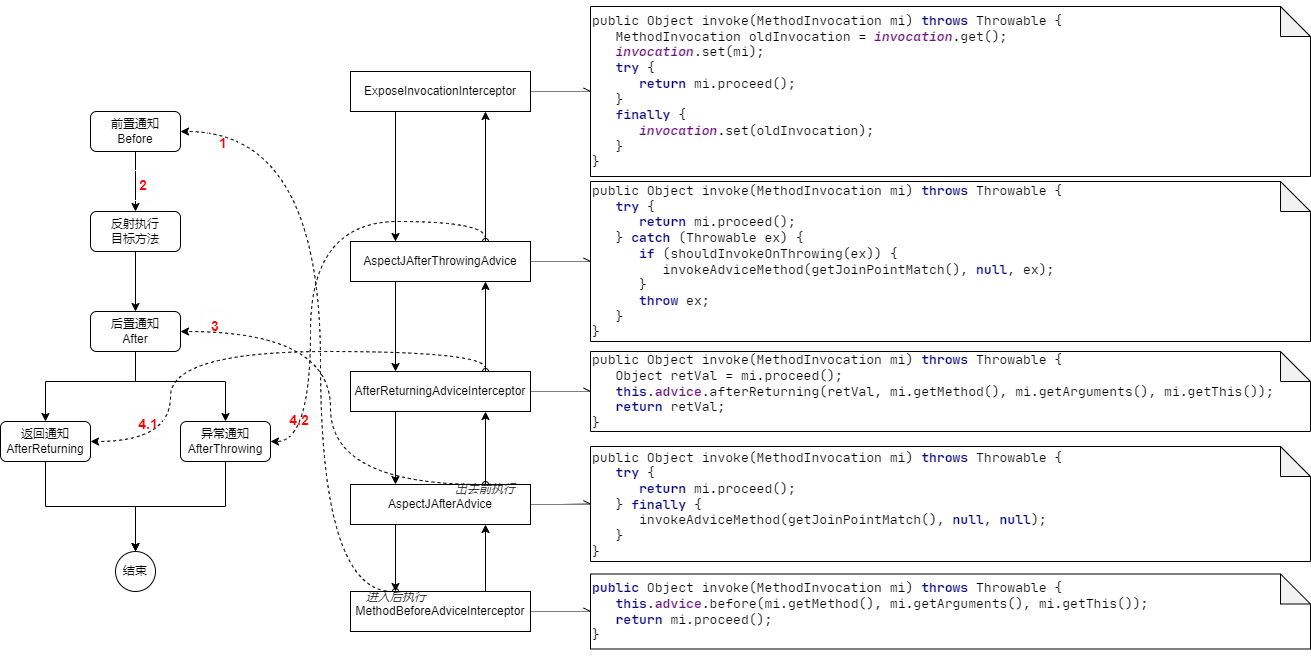 前置通知
Before
1
2
反射执行
目标方法
后置通知
After
3
返回通知
AfterReturning
4.1
异常通知
AfterThrowing
4.2
结束
ExposeInvocationInterceptor
AspectJAfterThrowingAdvice
AfterReturningAdviceInterceptor
出去前执行
AspectJAfterAdvice
进入后执行
MethodBeforeAdviceInterceptor
public Object invoke(MethodInvocation mi) throws Throwable {
MethodInvocation oldInvocation = invocation.get();
invocation.set(mi);
try {
return mi.proceed();
}
finally {
invocation.set(oldInvocation);
}
}
public Object invoke(MethodInvocation mi) throws Throwable {
try {
return mi.proceed();
} catch (Throwable ex) {
if (shouldInvokeOnThrowing(ex)) {
invokeAdviceMethod(getJoinPointMatch(), null, ex);
}
throw ex;
}
}
public Object invoke(MethodInvocation mi) throws Throwable {
Object retVal = mi.proceed();
this.advice.afterReturning(retVal, mi.getMethod(), mi.getArguments(), mi.getThis());
return retVal;
}
public Object invoke(MethodInvocation mi) throws Throwable {
try {
return mi.proceed();
} finally {
invokeAdviceMethod(getJoinPointMatch(), null, null);
}
}
public Object invoke(MethodInvocation mi) throws Throwable {
this.advice.before(mi.getMethod(), mi.getArguments(), mi.getThis());
return mi.proceed();
}